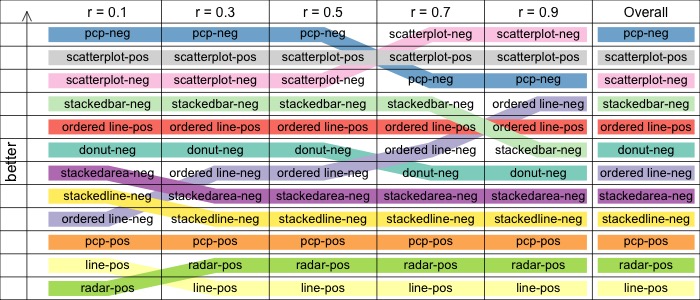 r = 0.1 r = 0.3 r = 0.5 r = 0.7 r = 0.9 Overall
pcp-neg pcp-neg pcp-neg scatterplot-neg scatterplot-neg pcp-neg
scatterplot-pos scatterplot-pos scatterplot-pos scatterplot-pos scatterplot-pos scatterplot-pos
scatterplot-neg scatterplot-neg scatterplot-neg pcp-neg pcp-neg scatterplot-neg
stackedbar-neg stackedbar-neg stackedbar-neg stackedbar-neg ordered line-neg stackedbar-neg
ordered line-pos ordered line-pos ordered line-pos ordered line-pos ordered line-pos ordered line-pos
donut-neg donut-neg donut-neg ordered line-neg stackedbar-neg donut-neg
stackedarea-neg ordered line-neg ordered line-neg donut-neg donut-neg ordered line-neg
stackedline-neg stackedarea-neg stackedarea-neg stackedarea-neg stackedarea-neg stackedarea-neg
ordered line-neg stackedline-neg stackedline-neg stackedline-neg stackedline-neg stackedline-neg
pcp-pos pcp-pos pcp-pos pcp-pos pcp-pos pcp-pos
line-pos radar-pos radar-pos radar-pos radar-pos radar-pos
radar-pos line-pos line-pos line-pos line-pos line-pos
better